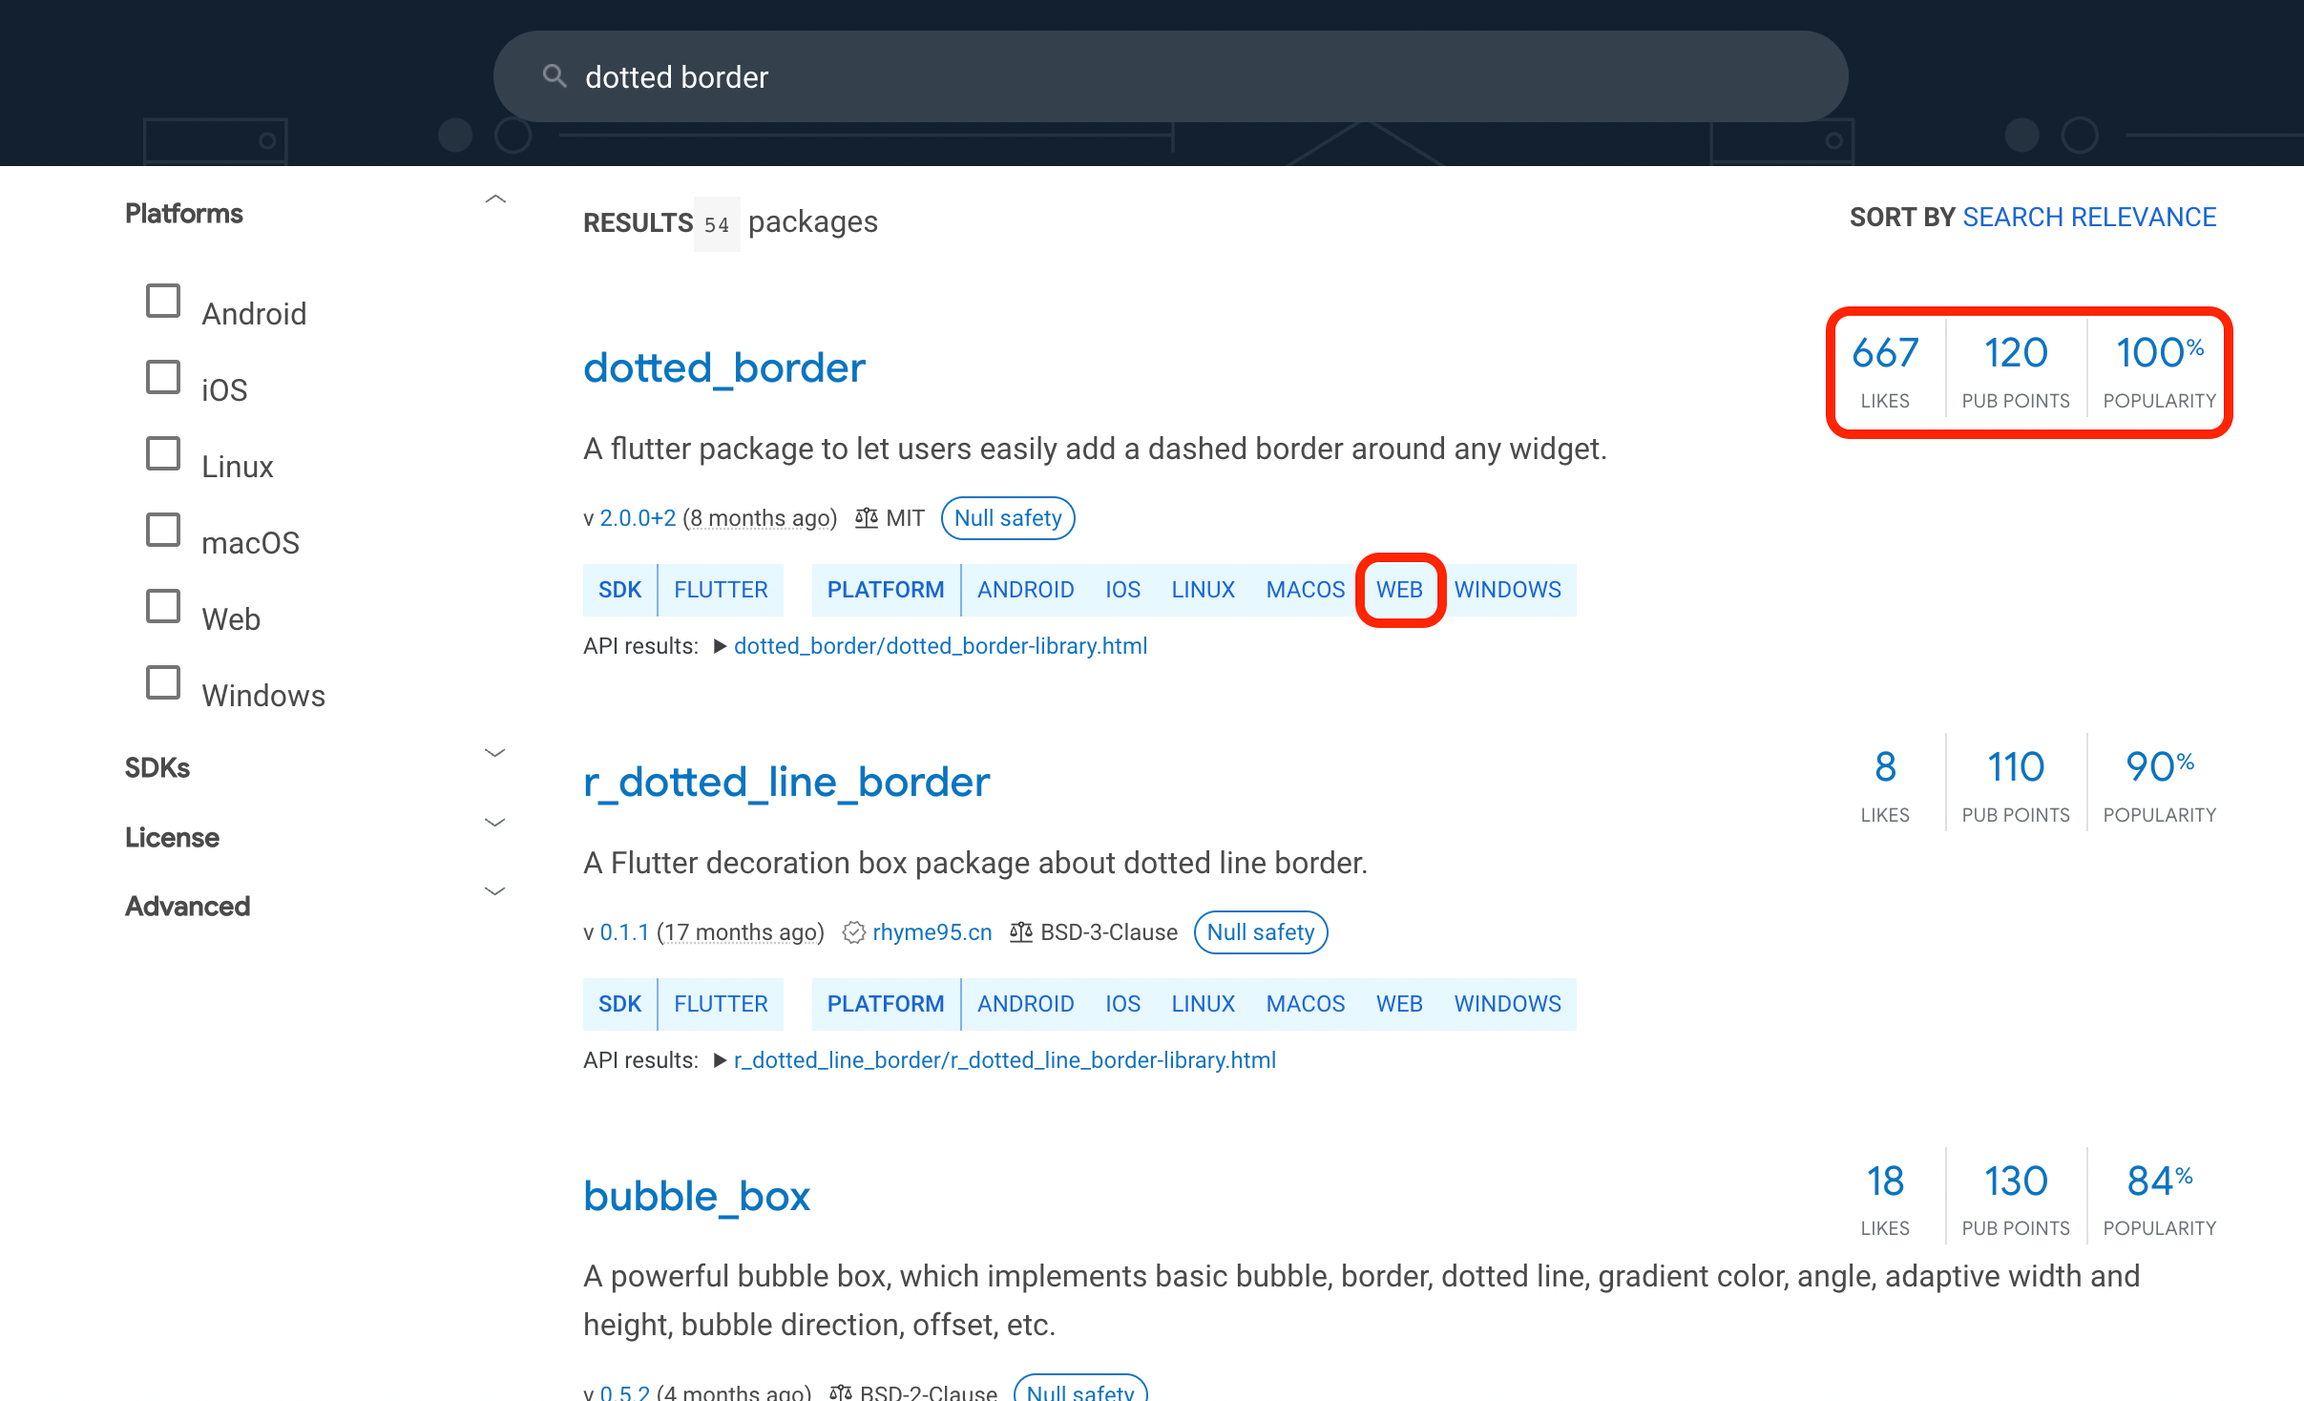 dotted border
Platforms
Android
iOS
Linux
macOS
Web
Windows
SDKs
License
Advanced
RESULTS 54 packages
SORT BY SEARCH RELEVANCE
dotted_border
667 LIKES
120 PUB POINTS
100% POPULARITY
A flutter package to let users easily add a dashed border around any widget.
v 2.0.0+2 (8 months ago) MIT Null safety
SDK FLUTTER PLATFORM ANDROID IOS LINUX MACOS WEB WINDOWS
API results: ▶ dotted_border/dotted_border-library.html
r_dotted_line_border
8 LIKES
110 PUB POINTS
90% POPULARITY
A Flutter decoration box package about dotted line border.
v 0.1.1 (17 months ago) rhyme95.cn BSD-3-Clause Null safety
SDK FLUTTER PLATFORM ANDROID IOS LINUX MACOS WEB WINDOWS
API results: ▶ r_dotted_line_border/r_dotted_line_border-library.html
bubble_box
18 LIKES
130 PUB POINTS
84% POPULARITY
A powerful bubble box, which implements basic bubble, border, dotted line, gradient color, angle, adaptive width and
height, bubble direction, offset, etc.
v 0.5.2 (4 months ago) BSD-2-Clause Null safety